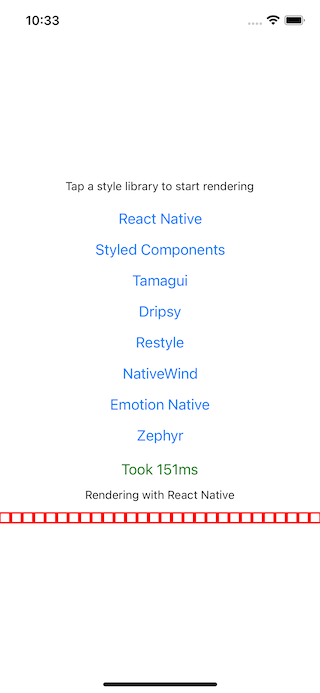 10:33
Tap a style library to start rendering
React Native
Styled Components
Tamagui
Dripsy
Restyle
NativeWind
Emotion Native
Zephyr
Took 151ms
Rendering with React Native